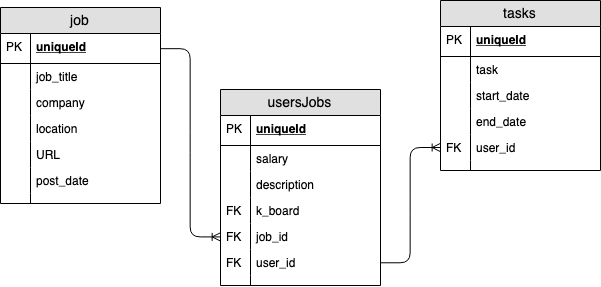 job
PK uniqueId
job_title
company
location
URL
post_date
usersJobs
PK uniqueId
salary
description
FK k_board
FK job_id
FK user_id
tasks
PK uniqueId
task
start_date
end_date
FK user_id